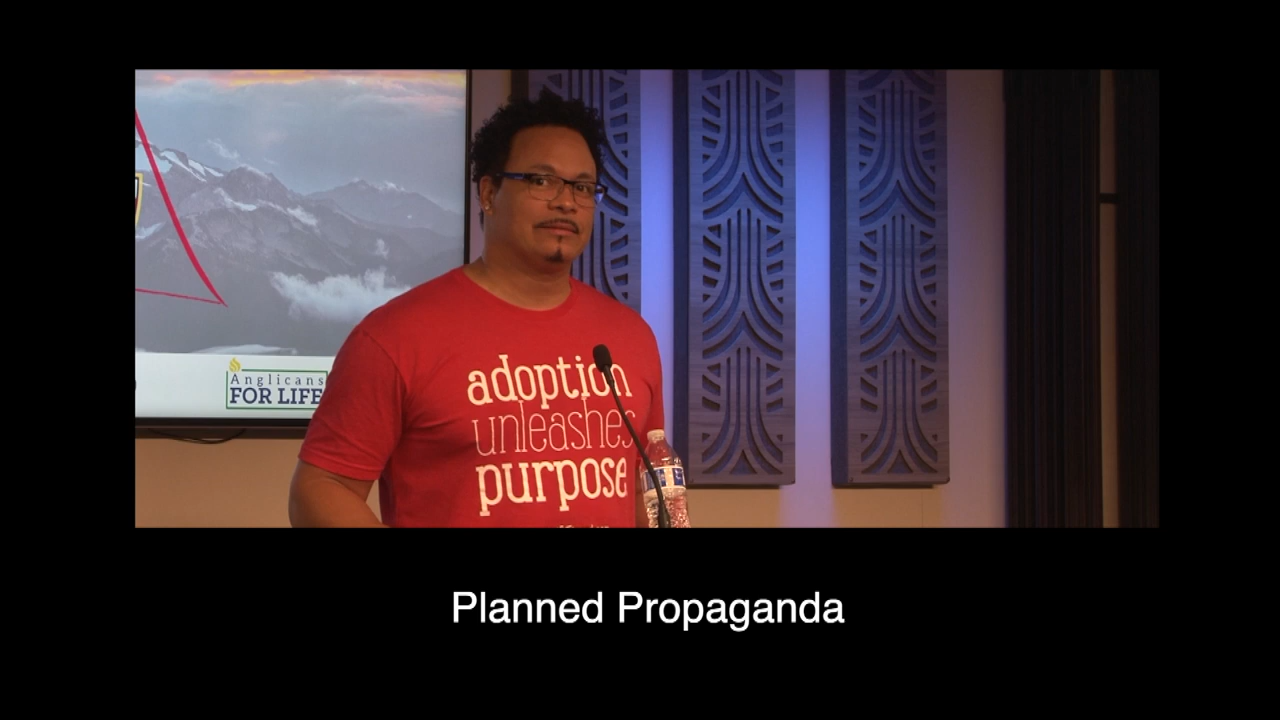 Anglicans
FOR LIFE
adoption
unleashes
purpose
Planned Propaganda